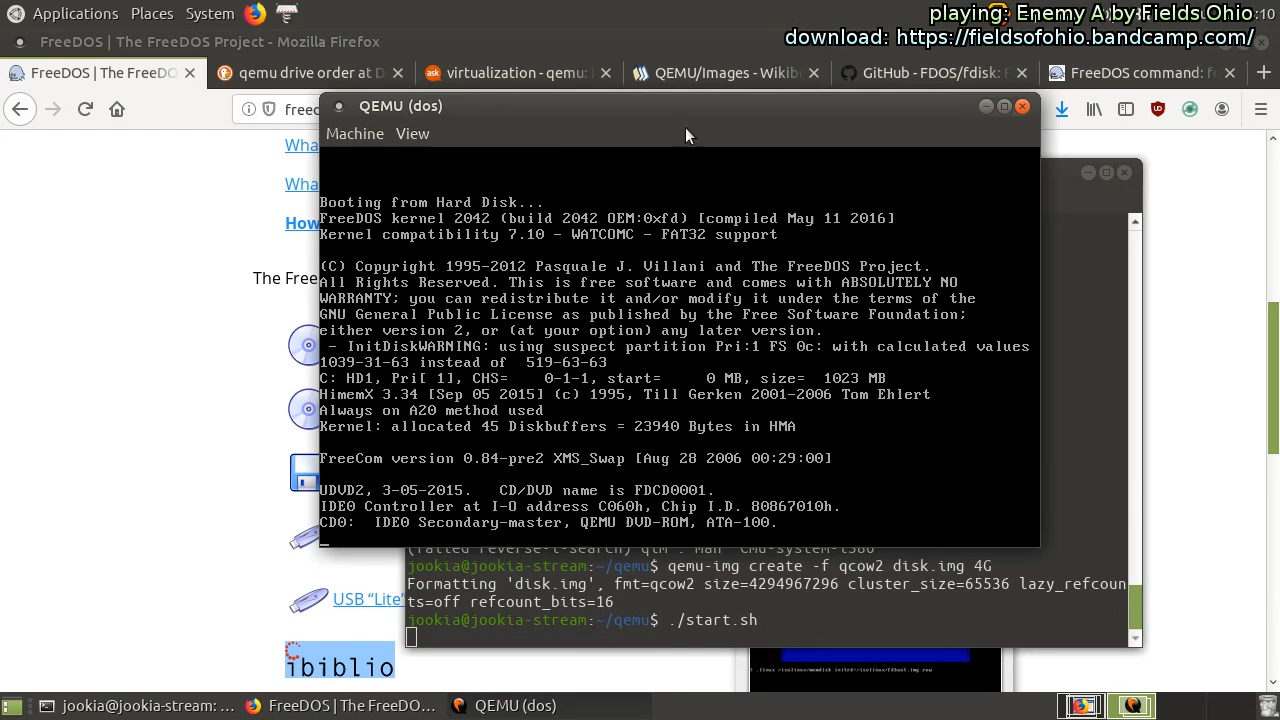 Applications Places System
playing: Enemy A by Fields Ohio
:10
FreeDOS | The FreeDOS Project - Mozilla Firefox
download: https://fieldsofohio.bandcamp.com/
FreeDOS | The FreeDO
qemu drive order at D
virtualization - qemu:
QEMU/Images - Wikib
GitHub - FDOS/fdisk: F
FreeDOS command: f
freed
QEMU (dos)
Machine View
Wha
Wha
How
The Free
USB “Lite”
ibiblio
Booting from Hard Disk...
FreeDOS kernel 2042 (build 2042 OEM:0xfd) [compiled May 11 2016]
Kernel compatibility 7.10 - WATCOMC - FAT32 support
(C) Copyright 1995-2012 Pasquale J. Villani and The FreeDOS Project.
All Rights Reserved. This is free software and comes with ABSOLUTELY NO
WARRANTY; you can redistribute it and/or modify it under the terms of the
GNU General Public License as published by the Free Software Foundation;
either version 2, or (at your option) any later version.
- InitDiskWARNING: using suspect partition Pri:1 FS 0c: with calculated values
1039-31-63 instead of 519-63-63
C: HD1, Pri[ 1], CHS= 0-1-1, start= 0 MB, size= 1023 MB
HimemX 3.34 [Sep 05 2015] (c) 1995, Till Gerken 2001-2006 Tom Ehlert
Always on A20 method used
Kernel: allocated 45 Diskbuffers = 23940 Bytes in HMA
FreeCom version 0.84-pre2 XMS_Swap [Aug 28 2006 00:29:00]
UDVD2, 3-05-2015. CD/DVD name is FDCD0001.
IDE0 Controller at I-O address C060h, Chip I.D. 80867010h.
CD0: IDE0 Secondary-master, QEMU DVD-ROM, ATA-100.
jookia@jookia-stream:~/qemu$ qemu-img create -f qcow2 disk.img 4G
Formatting 'disk.img', fmt=qcow2 size=4294967296 cluster_size=65536 lazy_refcoun
ts=off refcount_bits=16
jookia@jookia-stream:~/qemu$ ./start.sh
jookia@jookia-stream: ...
FreeDOS | The FreeDO...
QEMU (dos)